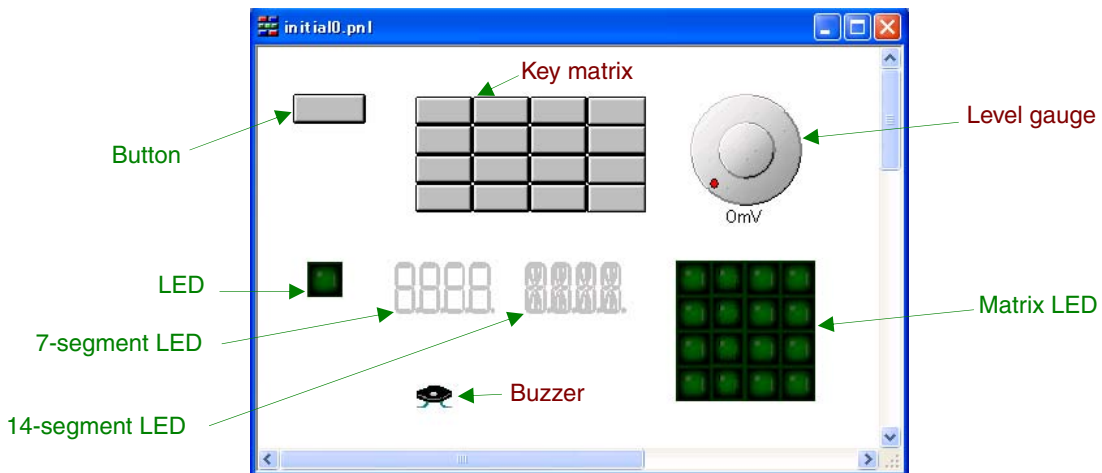 initial0.pnl
Key matrix
Level gauge
Button
0mV
LED
7-segment LED
Matrix LED
Buzzer
14-segment LED